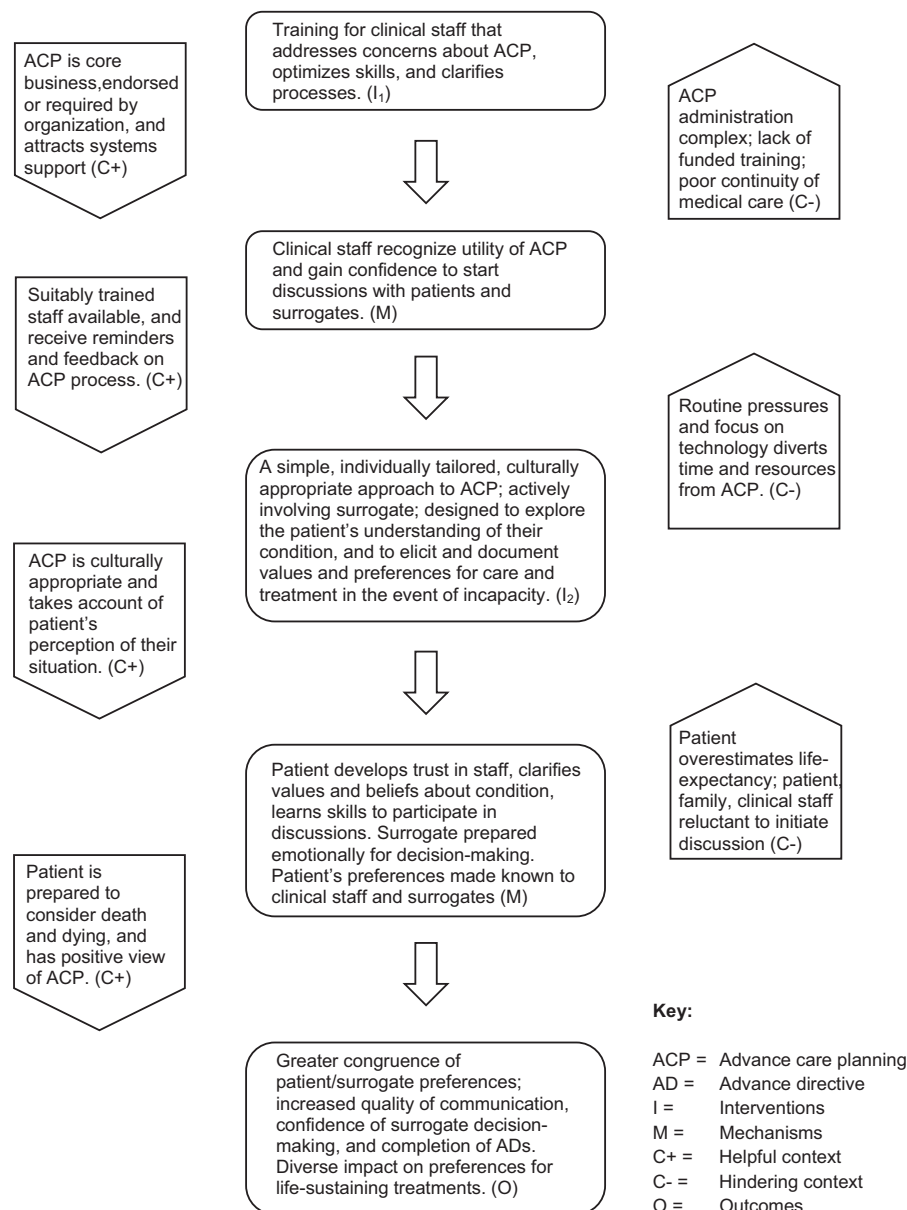 ACP is core
business,endorsed
or required by
organization, and
attracts systems
support (C+)
Training for clinical staff that
addresses concerns about ACP,
optimizes skills, and clarifies
processes. (I₁)
ACP
administration
complex; lack of
funded training;
poor continuity of
medical care (C-)
Clinical staff recognize utility of ACP
and gain confidence to start
discussions with patients and
surrogates. (M)
Suitably trained
staff available, and
receive reminders
and feedback on
ACP process. (C+)
Routine pressures
and focus on
technology diverts
time and resources
from ACP. (C-)
A simple, individually tailored, culturally
appropriate approach to ACP; actively
involving surrogate; designed to explore
the patient’s understanding of their
condition, and to elicit and document
values and preferences for care and
treatment in the event of incapacity. (I₂)
ACP is culturally
appropriate and
takes account of
patient’s
perception of their
situation. (C+)
Patient
overestimates life-
expectancy; patient,
family, clinical staff
reluctant to initiate
discussion (C-)
Patient develops trust in staff, clarifies
values and beliefs about condition,
learns skills to participate in
discussions. Surrogate prepared
emotionally for decision-making.
Patient’s preferences made known to
clinical staff and surrogates (M)
Patient is
prepared to
consider death
and dying, and
has positive view
of ACP. (C+)
Greater congruence of
patient/surrogate preferences;
increased quality of communication,
confidence of surrogate decision-
making, and completion of ADs.
Diverse impact on preferences for
life-sustaining treatments. (O)
Key:
ACP = Advance care planning
AD = Advance directive
I = Interventions
M = Mechanisms
C+ = Helpful context
C- = Hindering context
O = Outcomes